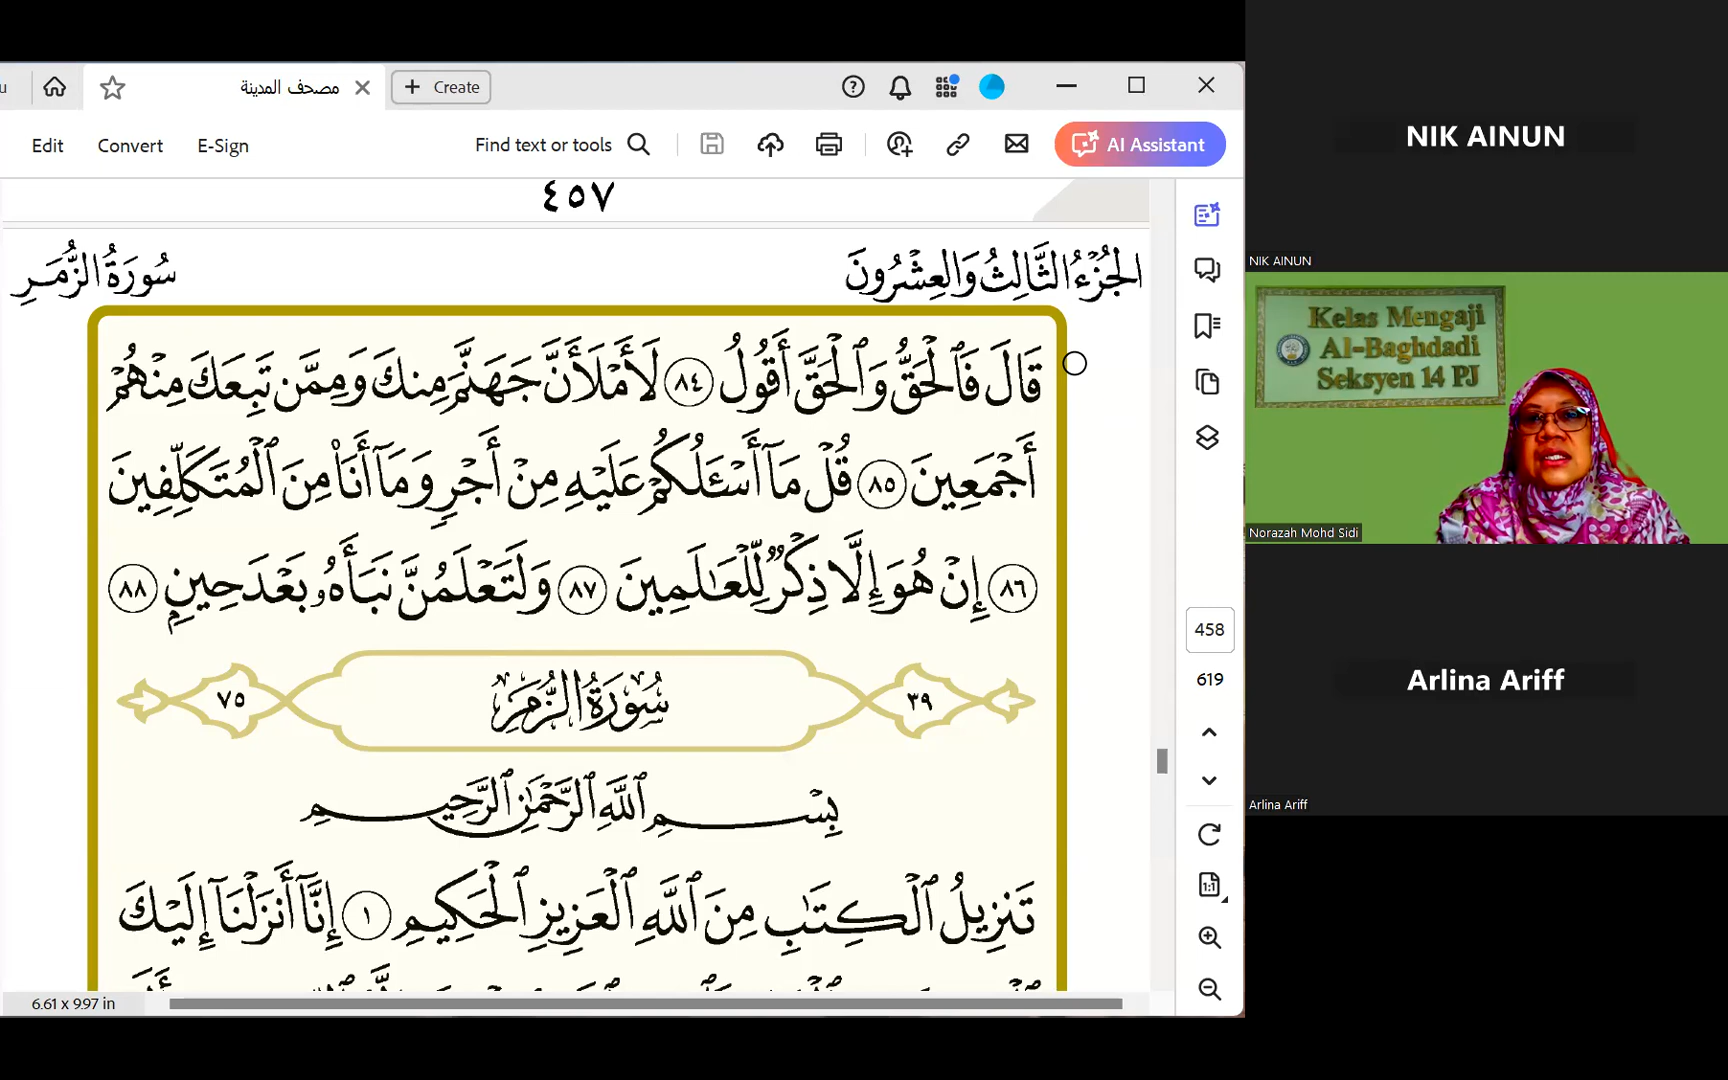 مصحف المدينة
Create
Edit
Convert
E-Sign
Find text or tools
AI Assistant
٤٥٧
الجُزْءُ الثَّالِثُ وَالعِشْرُونَ
سُورَةُ الزُّمَرِ
قَالَ فَٱلْحَقُّ وَٱلْحَقَّ أَقُولُ ٨٤ لَأَمْلَأَنَّ جَهَنَّمَ مِنكَ وَمِمَّن تَبِعَكَ مِنْهُمْ
أَجْمَعِينَ ٨٥ قُلْ مَآ أَسْـَٔلُكُمْ عَلَيْهِ مِنْ أَجْرٍ وَمَآ أَنَا۠ مِنَ ٱلْمُتَكَلِّفِينَ
٨٦ إِنْ هُوَ إِلَّا ذِكْرٌ لِّلْعَـٰلَمِينَ ٨٧ وَلَتَعْلَمُنَّ نَبَأَهُۥ بَعْدَ حِينِۭ ٨٨
٣٩ سُورَةُ الزُّمَرِ ٧٥
بِسْمِ ٱللَّهِ ٱلرَّحْمَـٰنِ ٱلرَّحِيمِ
تَنزِيلُ ٱلْكِتَـٰبِ مِنَ ٱللَّهِ ٱلْعَزِيزِ ٱلْحَكِيمِ ١ إِنَّآ أَنزَلْنَآ إِلَيْكَ
458
619
1:1
6.61 x 9.97 in
NIK AINUN
NIK AINUN
Kelas Mengaji
Al-Baghdadi
Seksyen 14 PJ
Norazah Mohd Sidi
Arlina Ariff
Arlina Ariff